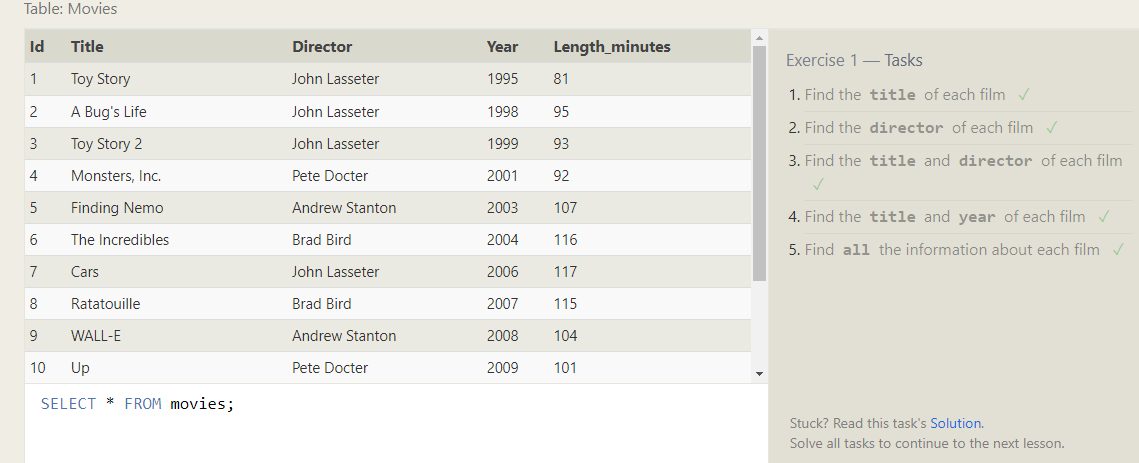 Table: Movies
Id Title Director Year Length_minutes
1 Toy Story John Lasseter 1995 81
2 A Bug's Life John Lasseter 1998 95
3 Toy Story 2 John Lasseter 1999 93
4 Monsters, Inc. Pete Docter 2001 92
5 Finding Nemo Andrew Stanton 2003 107
6 The Incredibles Brad Bird 2004 116
7 Cars John Lasseter 2006 117
8 Ratatouille Brad Bird 2007 115
9 WALL-E Andrew Stanton 2008 104
10 Up Pete Docter 2009 101
SELECT * FROM movies;
Exercise 1 — Tasks
1. Find the title of each film ✓
2. Find the director of each film ✓
3. Find the title and director of each film
✓
4. Find the title and year of each film ✓
5. Find all the information about each film ✓
Stuck? Read this task's Solution.
Solve all tasks to continue to the next lesson.